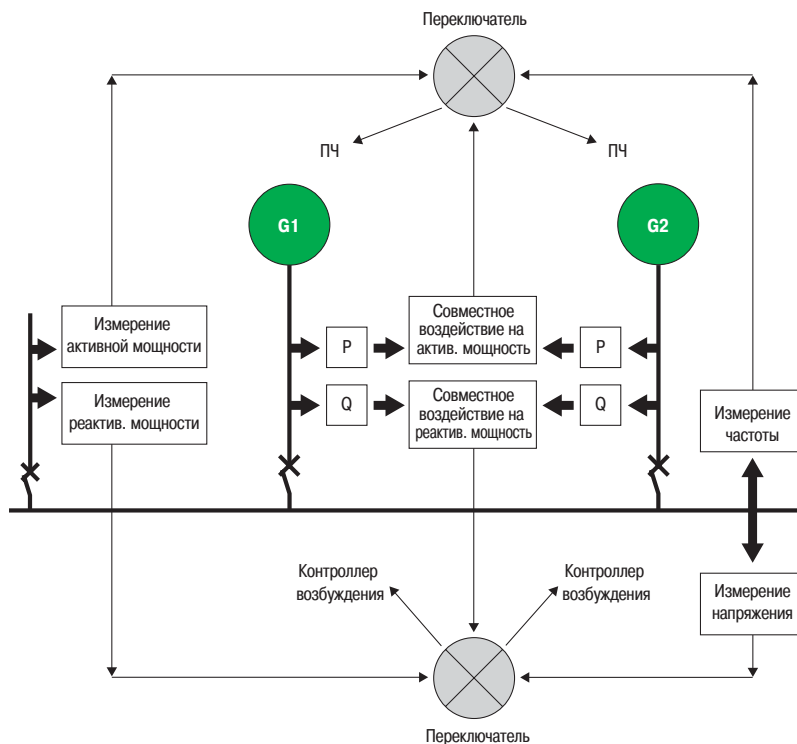 Переключатель
ПЧ
ПЧ
G1
G2
Измерение
активной мощности
Совместное
воздействие на
актив. мощность
P
P
Измерение
реактив. мощности
Совместное
воздействие на
реактив. мощность
Q
Q
Измерение
частоты
Контроллер
возбуждения
Контроллер
возбуждения
Измерение
напряжения
Переключатель